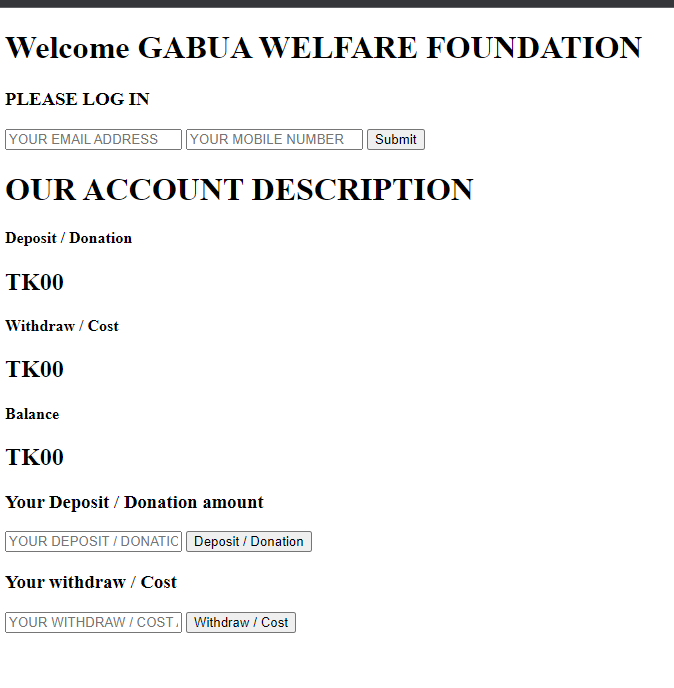 Welcome GABUA WELFARE FOUNDATION
PLEASE LOG IN
YOUR EMAIL ADDRESS YOUR MOBILE NUMBER Submit
OUR ACCOUNT DESCRIPTION
Deposit / Donation
TK00
Withdraw / Cost
TK00
Balance
TK00
Your Deposit / Donation amount
YOUR DEPOSIT / DONATIO Deposit / Donation
Your withdraw / Cost
YOUR WITHDRAW / COST Withdraw / Cost